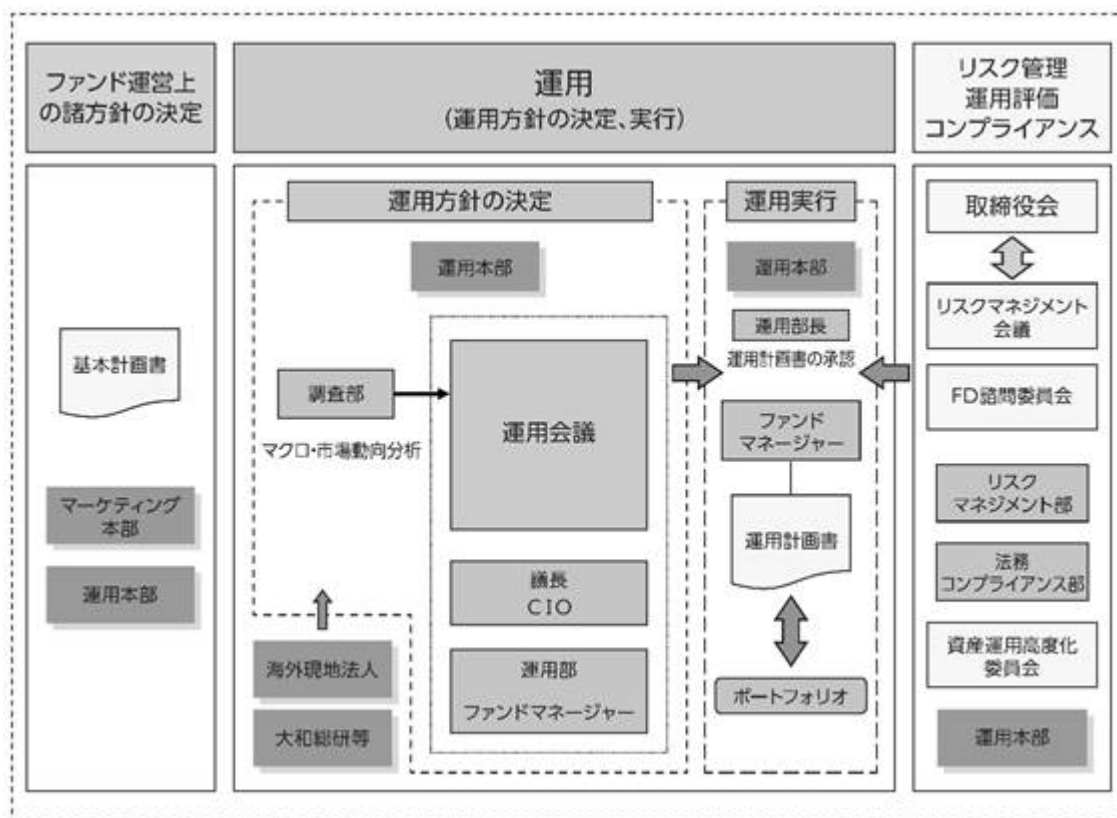 ファンド運営上
の諸方針の決定
運用
(運用方針の決定、実行)
リスク管理
運用評価
コンプライアンス
基本計画書
マーケティング
本部
運用本部
運用方針の決定
運用本部
調査部
マクロ・市場動向分析
運用会議
議長
CIO
運用部
ファンドマネージャー
海外現地法人
大和総研等
運用実行
運用本部
運用部長
運用計画書の承認
ファンド
マネージャー
運用計画書
ポートフォリオ
取締役会
リスクマネジメント
会議
FD諮問委員会
リスク
マネジメント部
法務
コンプライアンス部
資産運用高度化
委員会
運用本部